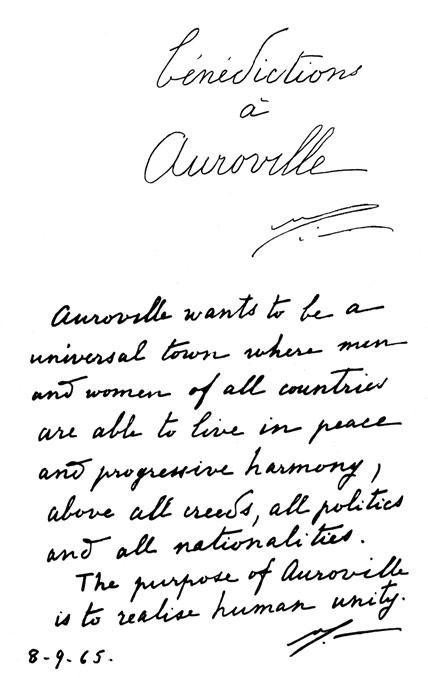 bénédictions
à
Auroville
Auroville wants to be a
universal town where men
and women of all countries
are able to live in peace
and progressive harmony,
above all creeds, all politics
and all nationalities.
The purpose of Auroville
is to realise human unity.
8-9-65.